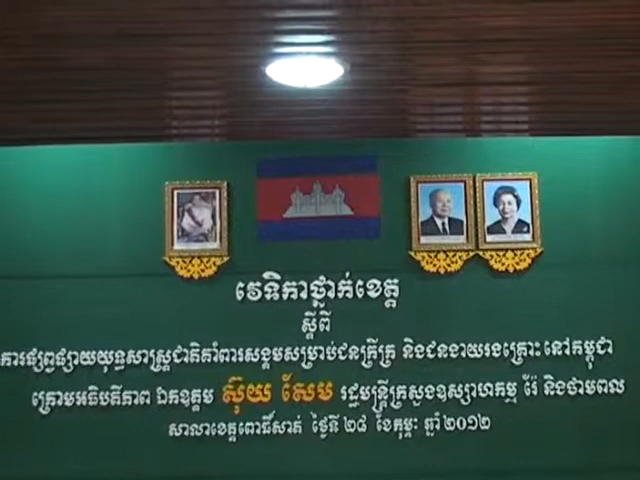 វេទិកាថ្នាក់ខេត្ត
ស្តីពី
ការផ្សព្វផ្សាយយុទ្ធសាស្ត្រជាតិគាំពារសង្គមសម្រាប់ជនក្រីក្រ និងជនងាយរងគ្រោះនៅកម្ពុជា
ក្រោមអធិបតីភាព ឯកឧត្តម ស៊ុយ សែម រដ្ឋមន្ត្រីក្រសួងឧស្សាហកម្ម រ៉ែ និងថាមពល
សាលាខេត្តពោធិ៍សាត់ ថ្ងៃទី ២៨ ខែកុម្ភៈ ឆ្នាំ ២០១២